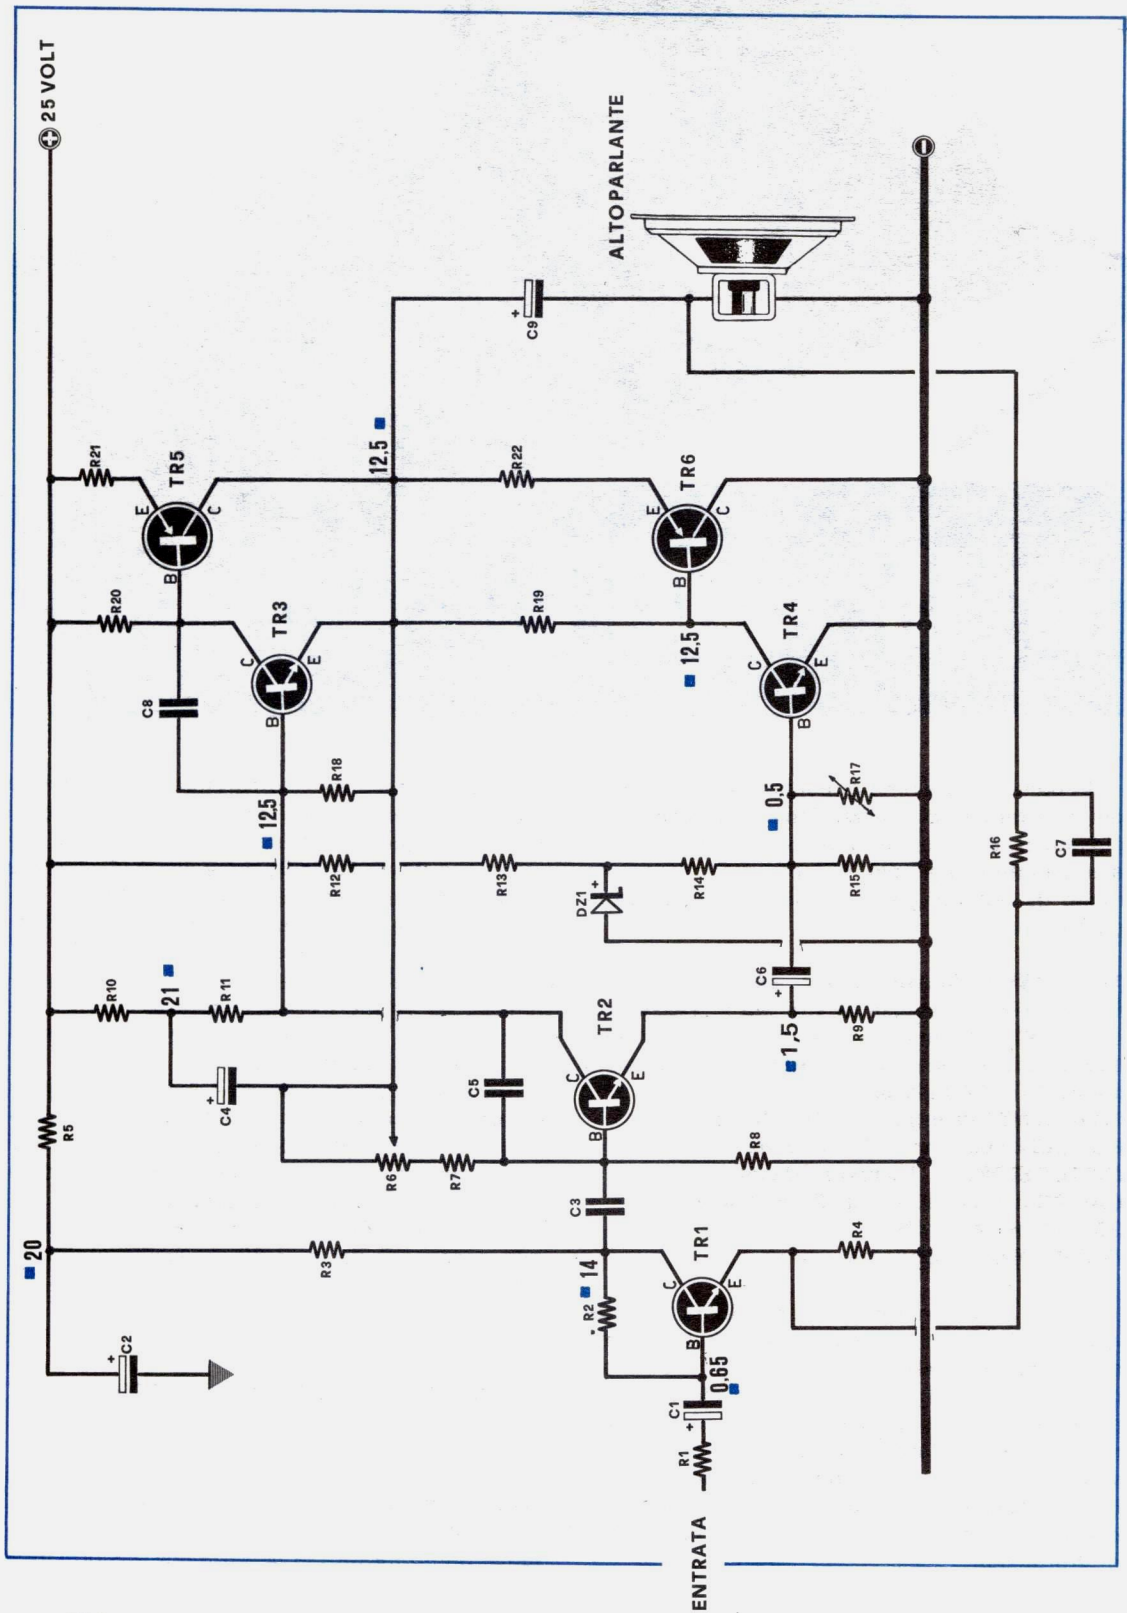 25 VOLT
R21
TR5
E
C
B
12,5
R22
TR6
E
C
B
+
C9
ALTOPARLANTE
R20
C8
TR3
C
E
B
R19
12,5
TR4
C
E
B
R18
12,5
R12
R13
DZ1
+
R14
0,5
R17
R15
R16
C7
R10
21
R11
+
C4
C5
TR2
C
E
B
C6
+
1,5
R9
R5
R6
R7
C3
R8
20
R3
14
R2
TR1
C
E
B
R4
+
C2
0,65
C1
+
R1
ENTRATA